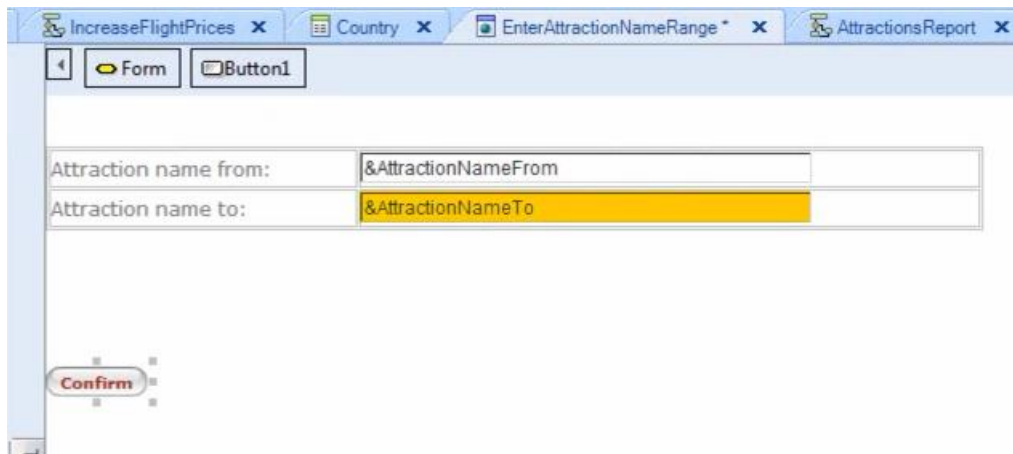 IncreaseFlightPrices x Country x EnterAttractionNameRange * x AttractionsReport x
Form Button1
Attraction name from: &AttractionNameFrom
Attraction name to: &AttractionNameTo
Confirm